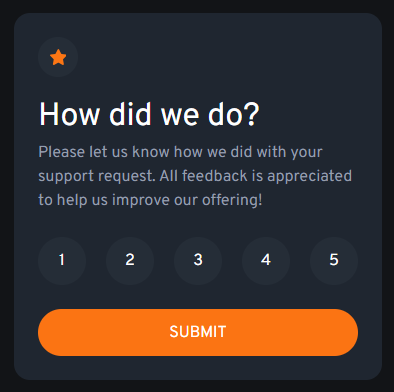 How did we do?
Please let us know how we did with your
support request. All feedback is appreciated
to help us improve our offering!
1 2 3 4 5
SUBMIT